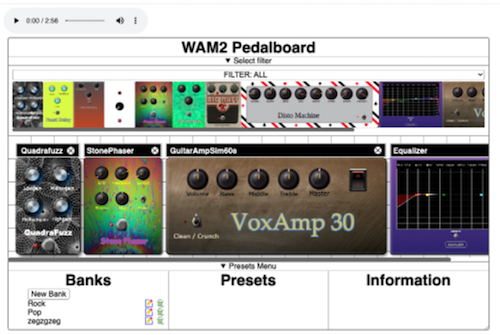 0:00 / 2:56
WAM2 Pedalboard
▼ Select filter
FILTER: ALL
Disto Machine
Quadrafuzz
StonePhaser
GuitarAmpSim60s
Equalizer
Volume Bass Middle Treble Master
Clean / Crunch
VoxAmp 30
QuadraFuzz
Stone Phaser
▼ Presets Menu
Banks
Presets
Information
New Bank
Rock
Pop
zegzgzeg